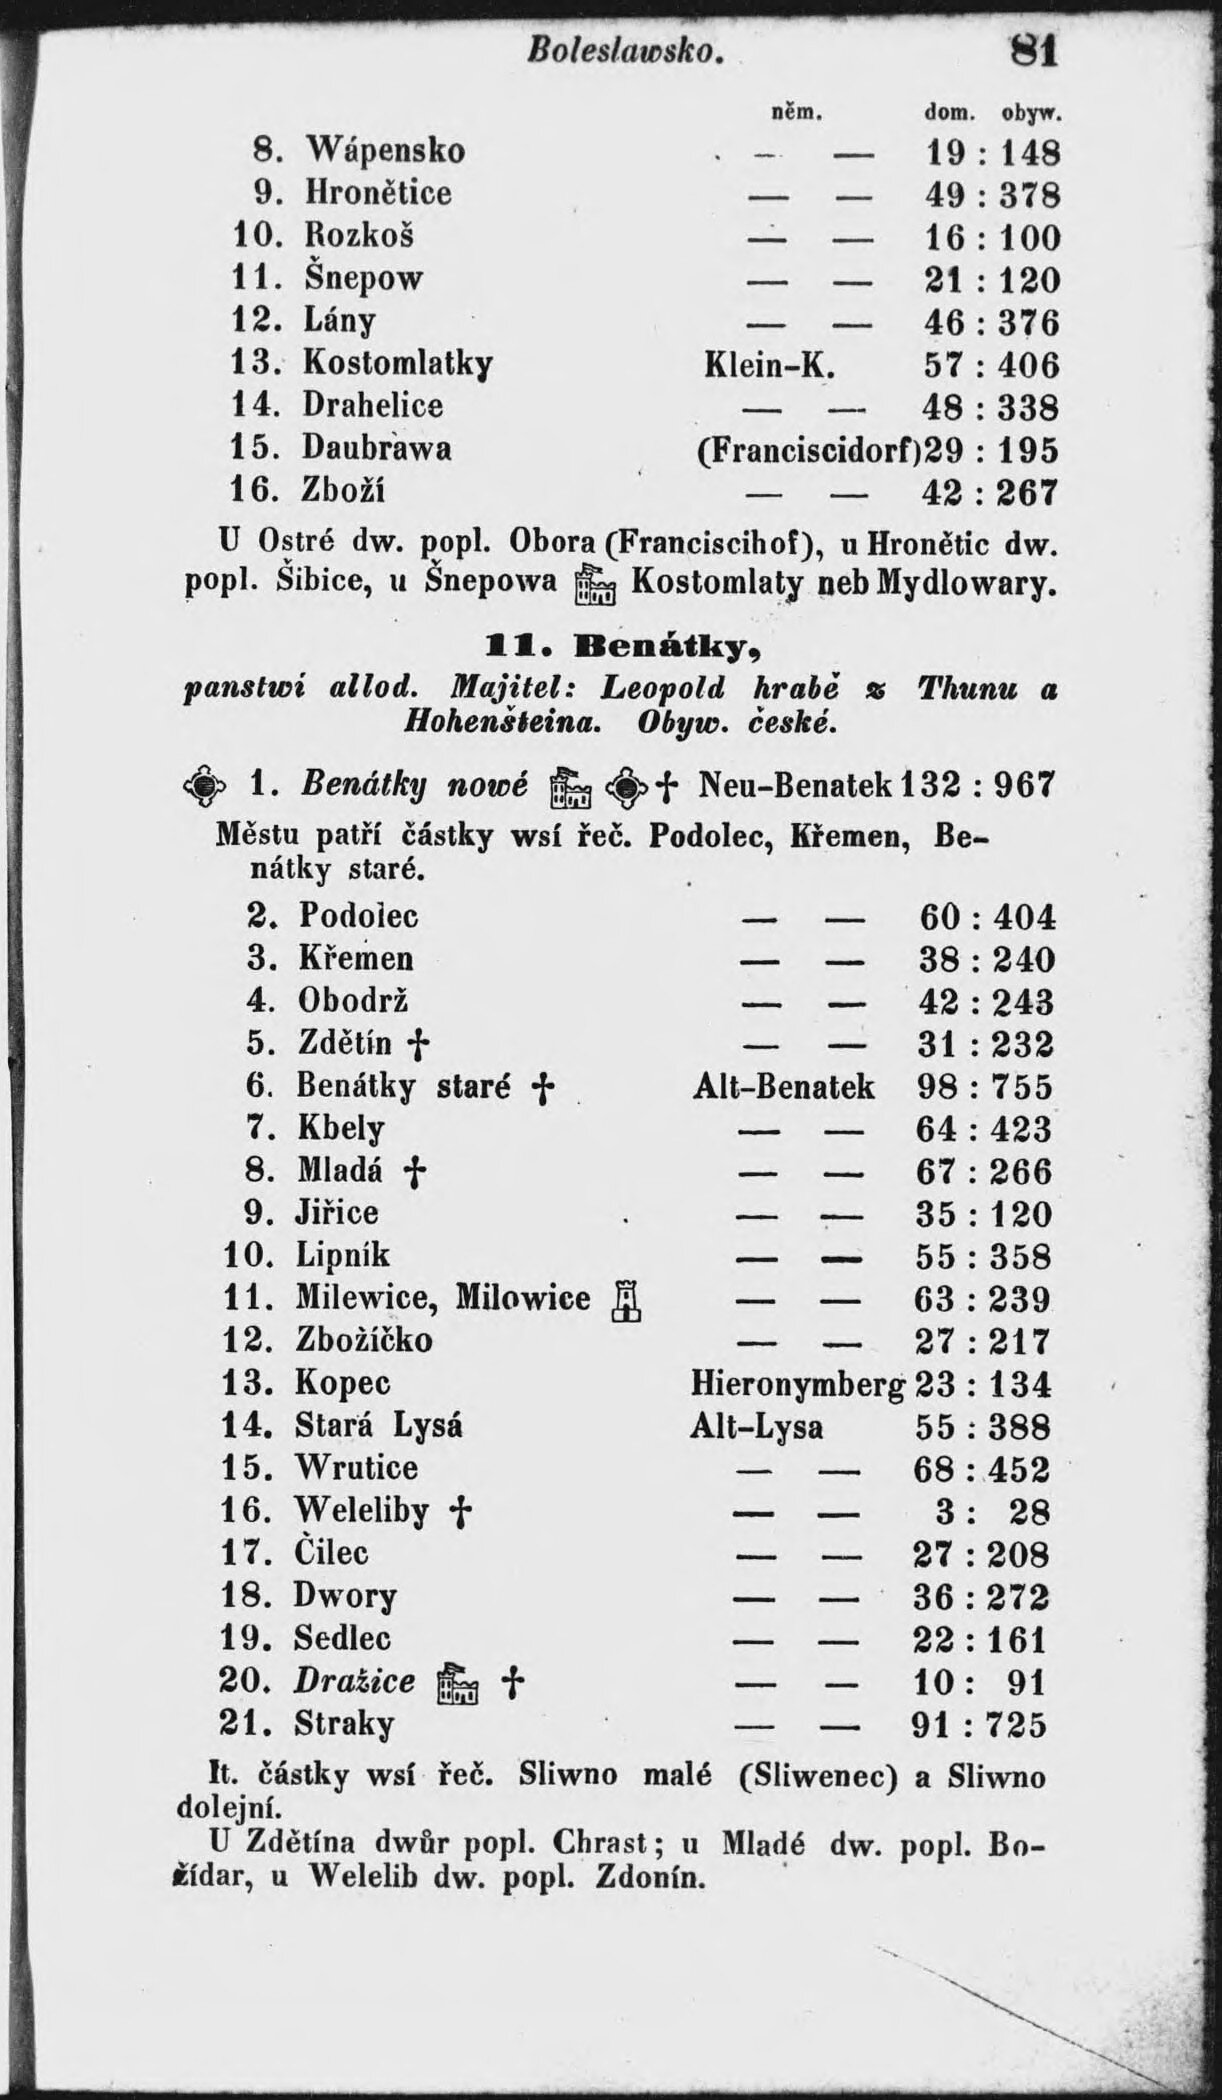 Boleslawsko. 81
něm. dom. obyw.
8. Wápensko — — 19 : 148
9. Hronětice — — 49 : 378
10. Rozkoš — — 16 : 100
11. Šnepow — — 21 : 120
12. Lány — — 46 : 376
13. Kostomlatky Klein-K. 57 : 406
14. Drahelice — — 48 : 338
15. Daubrawa (Franciscidorf) 29 : 195
16. Zboží — — 42 : 267
U Ostré dw. popl. Obora (Franciscihof), u Hronětic dw.
popl. Šibice, u Šnepowa Kostomlaty neb Mydlowary.
11. Benátky,
panstwí allod. Majitel: Leopold hrabě z Thunu a
Hohenšteina. Obyw. české.
1. Benátky nowé † Neu-Benatek 132 : 967
Městu patří částky wsí řeč. Podolec, Křemen, Be-
nátky staré.
2. Podolec — — 60 : 404
3. Křemen — — 38 : 240
4. Obodrž — — 42 : 243
5. Zdětín † — — 31 : 232
6. Benátky staré † Alt-Benatek 98 : 755
7. Kbely — — 64 : 423
8. Mladá † — — 67 : 266
9. Jiřice — — 35 : 120
10. Lipník — — 55 : 358
11. Milewice, Milowice — — 63 : 239
12. Zbožíčko — — 27 : 217
13. Kopec Hieronymberg 23 : 134
14. Stará Lysá Alt-Lysa 55 : 388
15. Wrutice — — 68 : 452
16. Weleliby † — — 3 : 28
17. Čilec — — 27 : 208
18. Dwory — — 36 : 272
19. Sedlec — — 22 : 161
20. Dražice † — — 10 : 91
21. Straky — — 91 : 725
It. částky wsí řeč. Sliwno malé (Sliwenec) a Sliwno
dolejní.
U Zdětína dwůr popl. Chrast; u Mladé dw. popl. Bo-
žídar, u Welelib dw. popl. Zdonín.